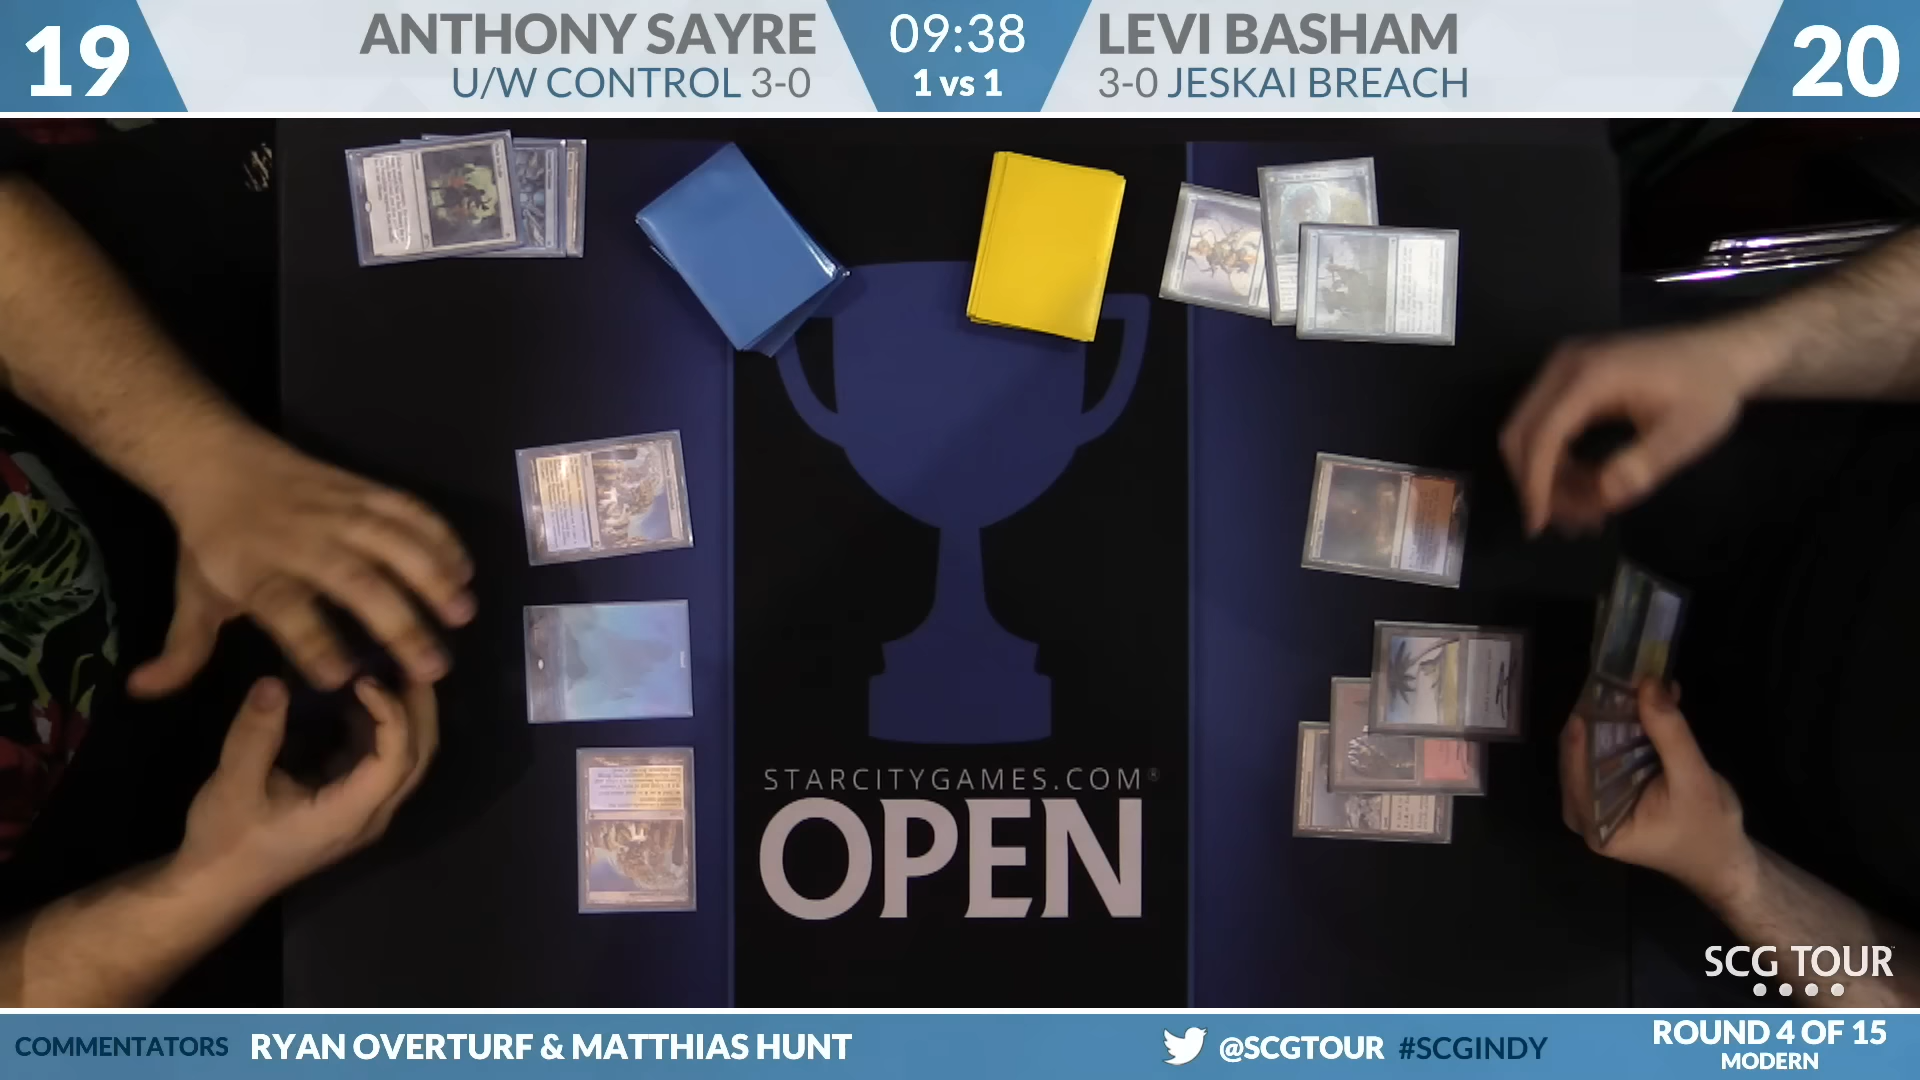 19
ANTHONY SAYRE
U/W CONTROL 3-0
09:38
1 vs 1
LEVI BASHAM
3-0 JESKAI BREACH
20
STARCITYGAMES.COM®
OPEN
SCG TOUR
COMMENTATORS RYAN OVERTURF & MATTHIAS HUNT
@SCGTOUR #SCGINDY
ROUND 4 OF 15
MODERN